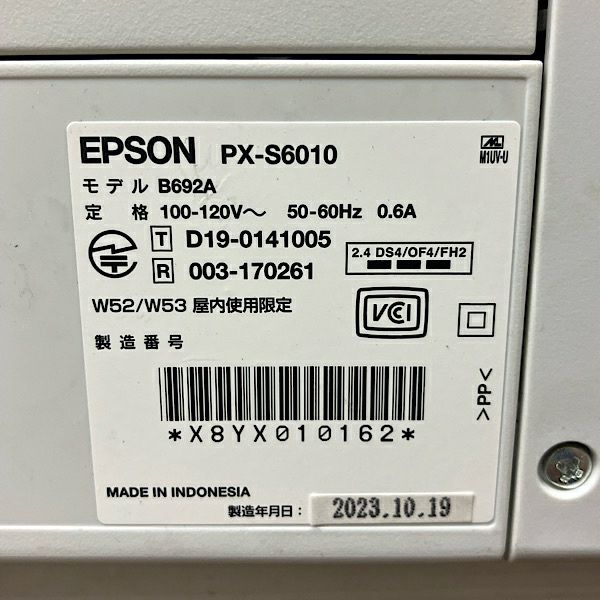 EPSON PX-S6010
M1UV-U
モデル B692A
定 格 100-120V～ 50-60Hz 0.6A
T D19-0141005
R 003-170261
2.4 DS4/OF4/FH2
W52/W53 屋内使用限定
VCI
製造番号
>PP<
*X8YX010162*
MADE IN INDONESIA
製造年月日： 2023.10.19